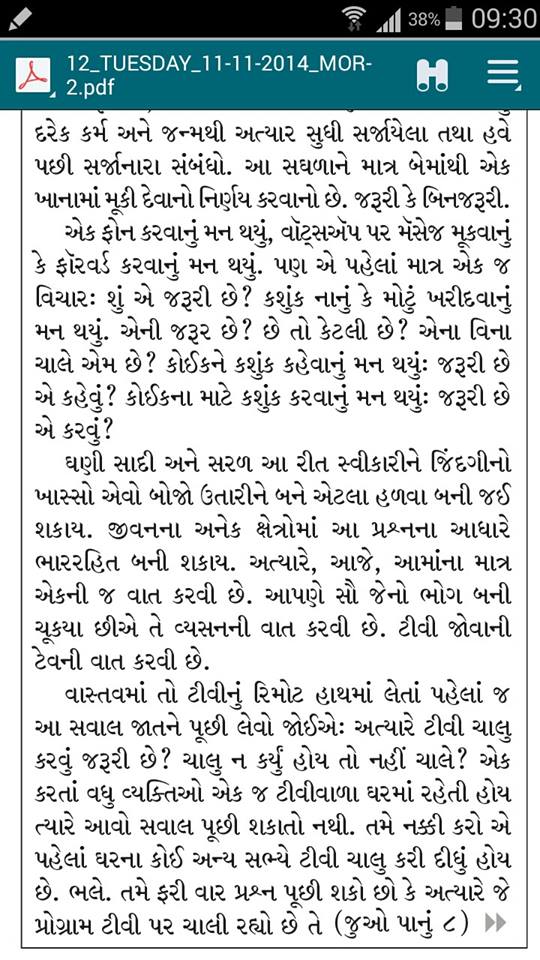 38% 09:30
12_TUESDAY_11-11-2014_MOR-
2.pdf
દરેક કર્મ અને જન્મથી અત્યાર સુધી સર્જાયેલા તથા હવે
પછી સર્જાનારા સંબંધો. આ સઘળાને માત્ર બેમાંથી એક
ખાનામાં મૂકી દેવાનો નિર્ણય કરવાનો છે. જરૂરી કે બિનજરૂરી.
એક ફોન કરવાનું મન થયું, વૉટ્સઍપ પર મૅસેજ મૂકવાનું
કે ફૉરવર્ડ કરવાનું મન થયું. પણ એ પહેલાં માત્ર એક જ
વિચારઃ શું એ જરૂરી છે? કશુંક નાનું કે મોટું ખરીદવાનું
મન થયું. એની જરૂર છે? છે તો કેટલી છે? એના વિના
ચાલે એમ છે? કોઈકને કશુંક કહેવાનું મન થયુંઃ જરૂરી છે
એ કહેવું? કોઈકના માટે કશુંક કરવાનું મન થયુંઃ જરૂરી છે
એ કરવું?
ઘણી સાદી અને સરળ આ રીત સ્વીકારીને જિંદગીનો
ખાસ્સો એવો બોજો ઉતારીને બને એટલા હળવા બની જઈ
શકાય. જીવનના અનેક ક્ષેત્રોમાં આ પ્રશ્નના આધારે
ભારરહિત બની શકાય. અત્યારે, આજે, આમાંના માત્ર
એકની જ વાત કરવી છે. આપણે સૌ જેનો ભોગ બની
ચૂકયા છીએ તે વ્યસનની વાત કરવી છે. ટીવી જોવાની
ટેવની વાત કરવી છે.
વાસ્તવમાં તો ટીવીનું રિમોટ હાથમાં લેતાં પહેલાં જ
આ સવાલ જાતને પૂછી લેવો જોઈએઃ અત્યારે ટીવી ચાલુ
કરવું જરૂરી છે? ચાલુ ન કર્યું હોય તો નહીં ચાલે? એક
કરતાં વધુ વ્યક્તિઓ એક જ ટીવીવાળા ઘરમાં રહેતી હોય
ત્યારે આવો સવાલ પૂછી શકાતો નથી. તમે નક્કી કરો એ
પહેલાં ઘરના કોઈ અન્ય સભ્યે ટીવી ચાલુ કરી દીધું હોય
છે. ભલે. તમે ફરી વાર પ્રશ્ન પૂછી શકો છો કે અત્યારે જે
પ્રોગ્રામ ટીવી પર ચાલી રહ્યો છે તે (જુઓ પાનું ૮)